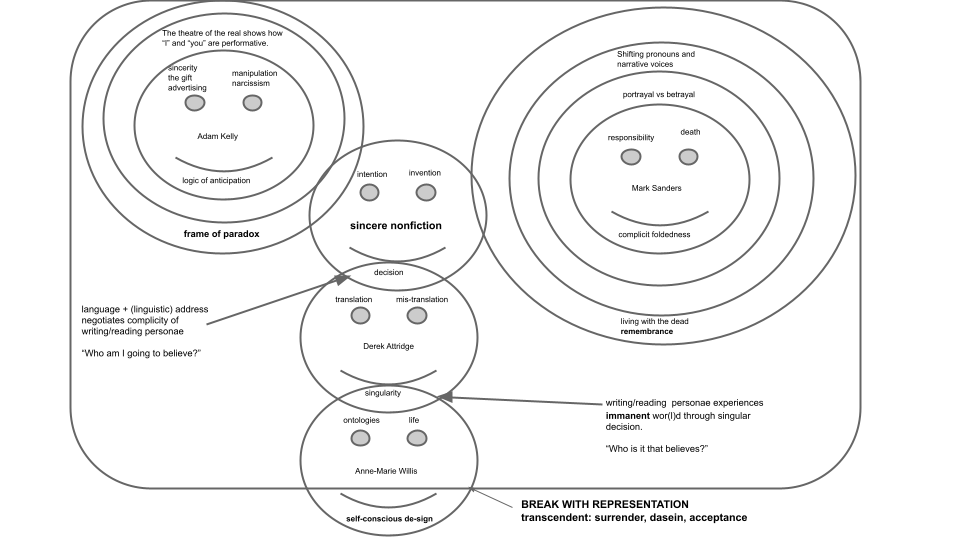 The theatre of the real shows how
"I" and "you" are performative.
sincerity
the gift
advertising
manipulation
narcissism
Adam Kelly
logic of anticipation
frame of paradox
Shifting pronouns and
narrative voices
portrayal vs betrayal
responsibility
death
Mark Sanders
complicit foldedness
living with the dead
remembrance
intention
invention
sincere nonfiction
decision
translation
mis-translation
Derek Attridge
singularity
ontologies
life
Anne-Marie Willis
self-conscious de-sign
language + (linguistic) address
negotiates complicity of
writing/reading personae
“Who am I going to believe?”
writing/reading personae experiences
immanent wor(l)d through singular
decision.
“Who is it that believes?”
BREAK WITH REPRESENTATION
transcendent: surrender, dasein, acceptance